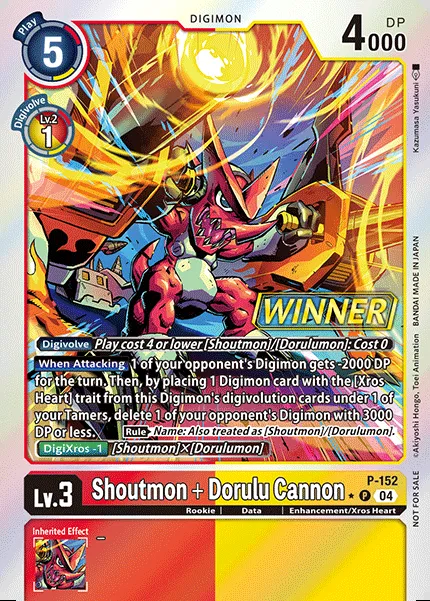 DIGIMON
Play
5
4000 DP
Digivolve
Lv.2
1
Kazumasa Yasukuni
WINNER
Digivolve Play cost 4 or lower [Shoutmon]/[Dorulumon]: Cost 0
When Attacking 1 of your opponent's Digimon gets -2000 DP
for the turn. Then, by placing 1 Digimon card with the [Xros
Heart] trait from this Digimon's digivolution cards under 1 of
your Tamers, delete 1 of your opponent's Digimon with 3000
DP or less. Rule Name: Also treated as [Shoutmon]/[Dorulumon].
DigiXros -1 [Shoutmon]×[Dorulumon]
©Akiyoshi Hongo, Toei Animation BANDAI MADE IN JAPAN
NOT FOR SALE
Lv.3
Shoutmon + Dorulu Cannon
P-152
P 04
Rookie | Data | Enhancement/Xros Heart
Inherited Effect
-